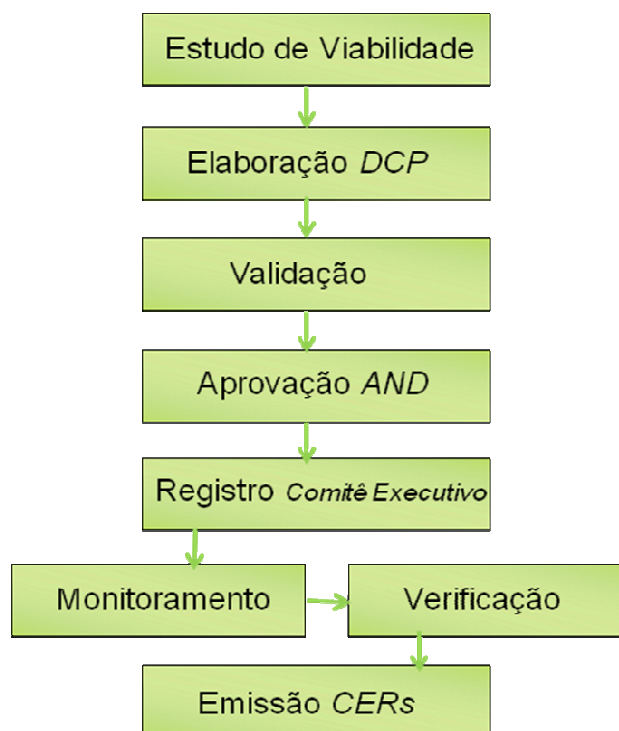 Estudo de Viabilidade
Elaboração DCP
Validação
Aprovação AND
Registro Comitê Executivo
Monitoramento
Verificação
Emissão CERs